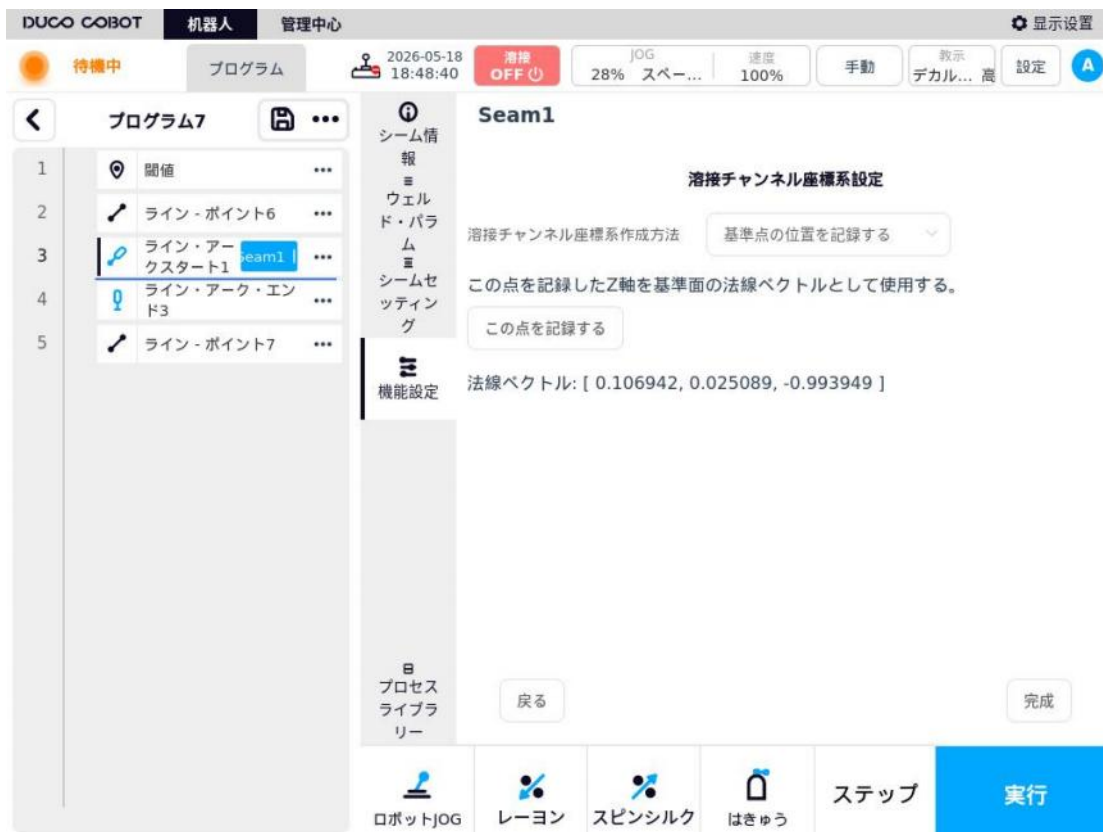 DUCO COBOT 机器人 管理中心 显示设置
待機中 プログラム 2026-05-18 18:48:40 溶接 OFF JOG 28% スペー... 速度 100% 手動 教示 デカル... 高 設定 A
プログラム7 •••
1 閾値 •••
2 ライン - ポイント6 •••
3 ライン・アークスタート1 Seam1 •••
4 ライン・アーク・エンド3 •••
5 ライン - ポイント7 •••
シーム情
報
ウェル
ド・パラ
ム
シームセ
ッティン
グ
機能設定
プロセス
ライブラ
リー
Seam1
溶接チャンネル座標系設定
溶接チャンネル座標系作成方法 基準点の位置を記録する
この点を記録したZ軸を基準面の法線ベクトルとして使用する。
この点を記録する
法線ベクトル: [ 0.106942, 0.025089, -0.993949 ]
戻る 完成
ロボットJOG レーヨン スピンシルク はきゅう ステップ 実行